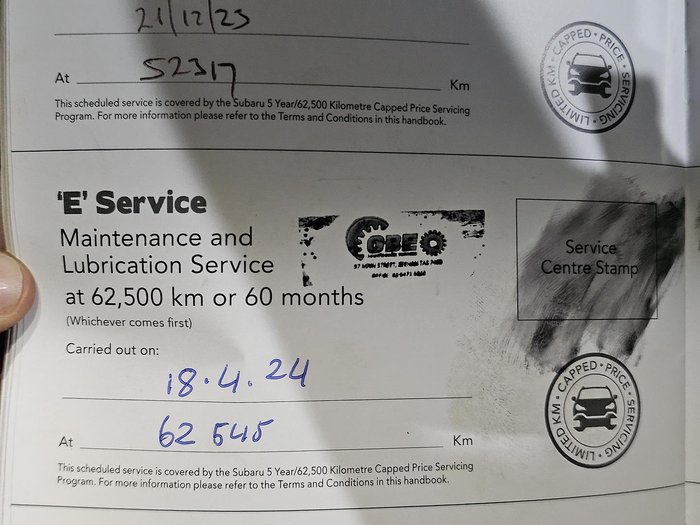 21/12/23
At 52317 Km
This scheduled service is covered by the Subaru 5 Year/62,500 Kilometre Capped Price Servicing
Program. For more information please refer to the Terms and Conditions in this handbook.
LIMITED KM • CAPPED • PRICE • SERVICING •
'E' Service
Maintenance and
Lubrication Service
at 62,500 km or 60 months
(Whichever comes first)
CRE
57 MAIN STREET, TAS
Service
Centre Stamp
Carried out on:
18.4.24
At 62 545 Km
LIMITED KM • CAPPED • PRICE • SERVICING •
This scheduled service is covered by the Subaru 5 Year/62,500 Kilometre Capped Price Servicing
Program. For more information please refer to the Terms and Conditions in this handbook.